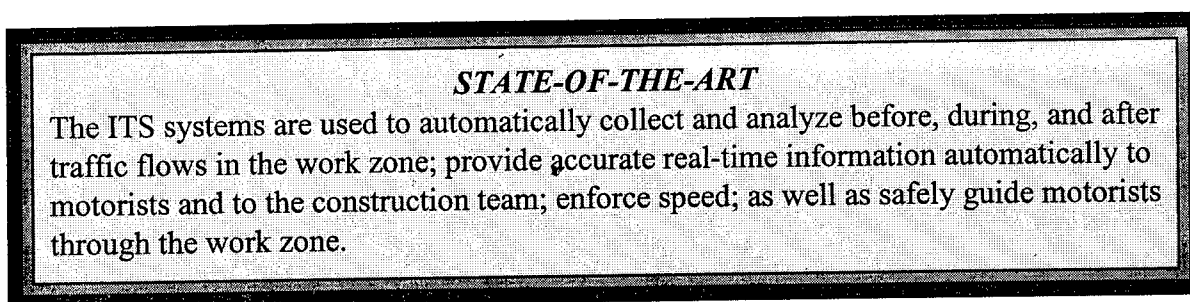 STATE-OF-THE-ART
The ITS systems are used to automatically collect and analyze before, during, and after
traffic flows in the work zone; provide accurate real-time information automatically to
motorists and to the construction team; enforce speed; as well as safely guide motorists
through the work zone.